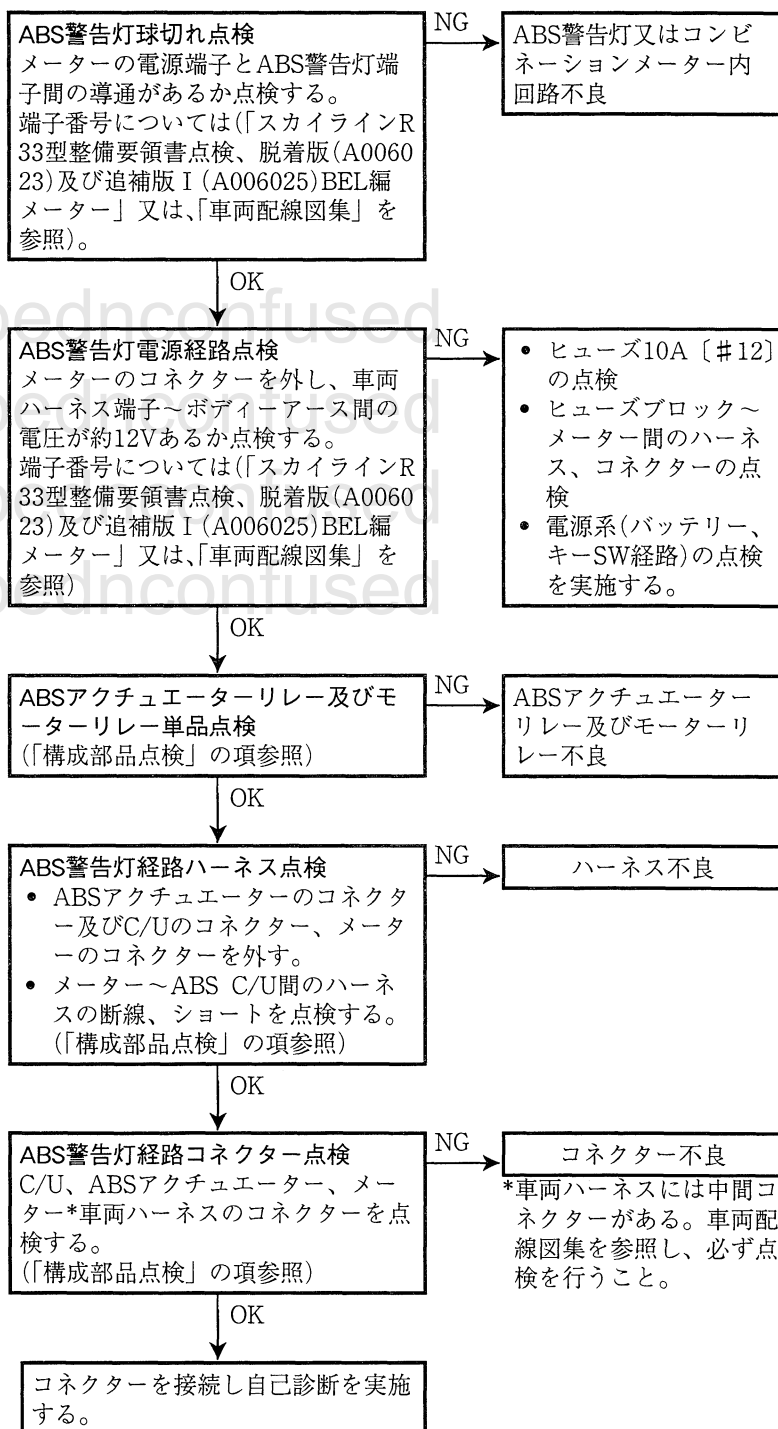 ABS警告灯球切れ点検
メーターの電源端子とABS警告灯端
子間の導通があるか点検する。
端子番号については(「スカイラインR
33型整備要領書点検、脱着版(A0060
23)及び追補版Ⅰ(A006025)BEL編
メーター」又は、「車両配線図集」を
参照)。
NG
ABS警告灯又はコンビ
ネーションメーター内
回路不良
OK
ABS警告灯電源経路点検
メーターのコネクターを外し、車両
ハーネス端子～ボディーアース間の
電圧が約12Vあるか点検する。
端子番号については(「スカイラインR
33型整備要領書点検、脱着版(A0060
23)及び追補版Ⅰ(A006025)BEL編
メーター」又は、「車両配線図集」を
参照)
NG
• ヒューズ10A〔#12〕
の点検
• ヒューズブロック～
メーター間のハーネ
ス、コネクターの点
検
• 電源系(バッテリー、
キーSW経路)の点検
を実施する。
OK
ABSアクチュエーターリレー及びモ
ーターリレー単品点検
(「構成部品点検」の項参照)
NG
ABSアクチュエーター
リレー及びモーターリ
レー不良
OK
ABS警告灯経路ハーネス点検
• ABSアクチュエーターのコネクタ
ー及びC/Uのコネクター、メータ
ーのコネクターを外す。
• メーター～ABS C/U間のハーネ
スの断線、ショートを点検する。
(「構成部品点検」の項参照)
NG
ハーネス不良
OK
ABS警告灯経路コネクター点検
C/U、ABSアクチュエーター、メー
ター*車両ハーネスのコネクターを点
検する。
(「構成部品点検」の項参照)
NG
コネクター不良
*車両ハーネスには中間コ
ネクターがある。車両配
線図集を参照し、必ず点
検を行うこと。
OK
コネクターを接続し自己診断を実施
する。
pednconfused
pednconfused
pednconfused
pednconfused